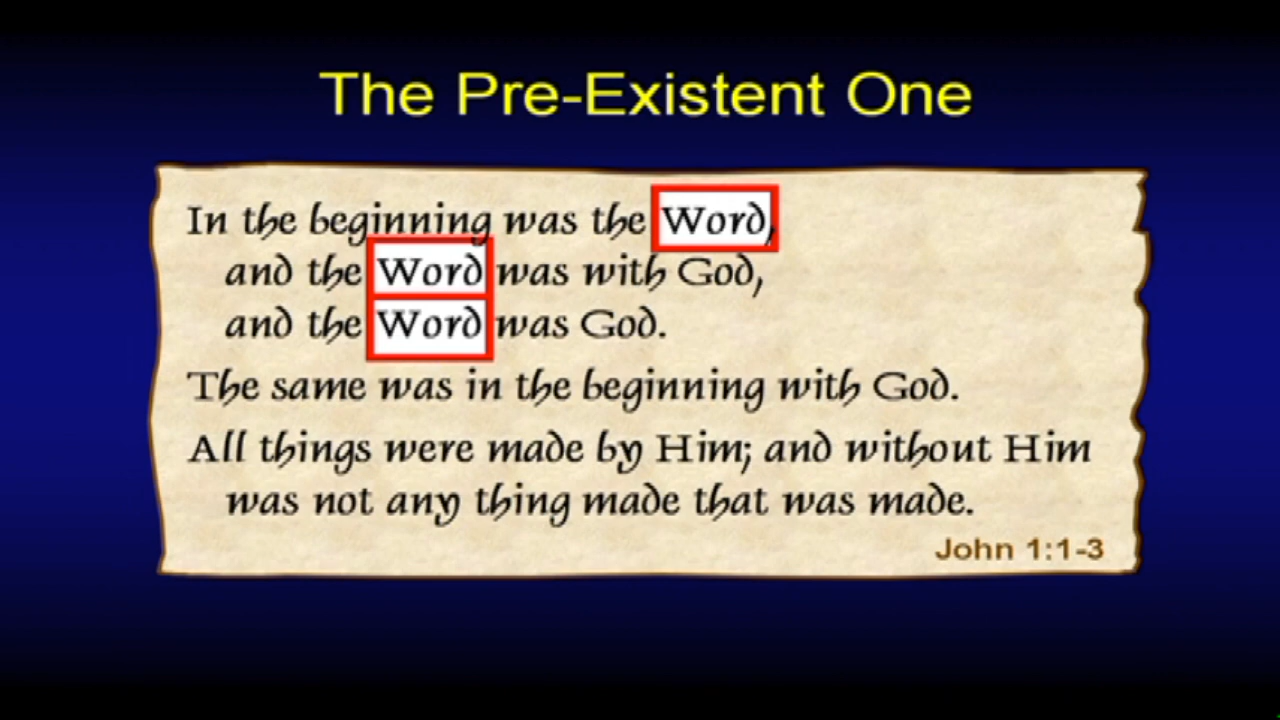 The Pre-Existent One
In the beginning was the Word,
and the Word was with God,
and the Word was God.
The same was in the beginning with God.
All things were made by Him; and without Him
was not any thing made that was made.
John 1:1-3